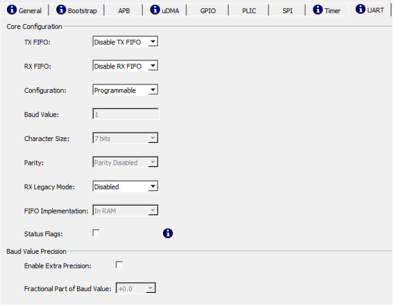 General Bootstrap APB uDMA GPIO PLIC SPI Timer UART
Core Configuration
TX FIFO: Disable TX FIFO
RX FIFO: Disable RX FIFO
Configuration: Programmable
Baud Value: 1
Character Size: 7 bits
Parity: Parity Disabled
RX Legacy Mode: Disabled
FIFO Implementation: In RAM
Status Flags:
Baud Value Precision
Enable Extra Precision:
Fractional Part of Baud Value: +0.0